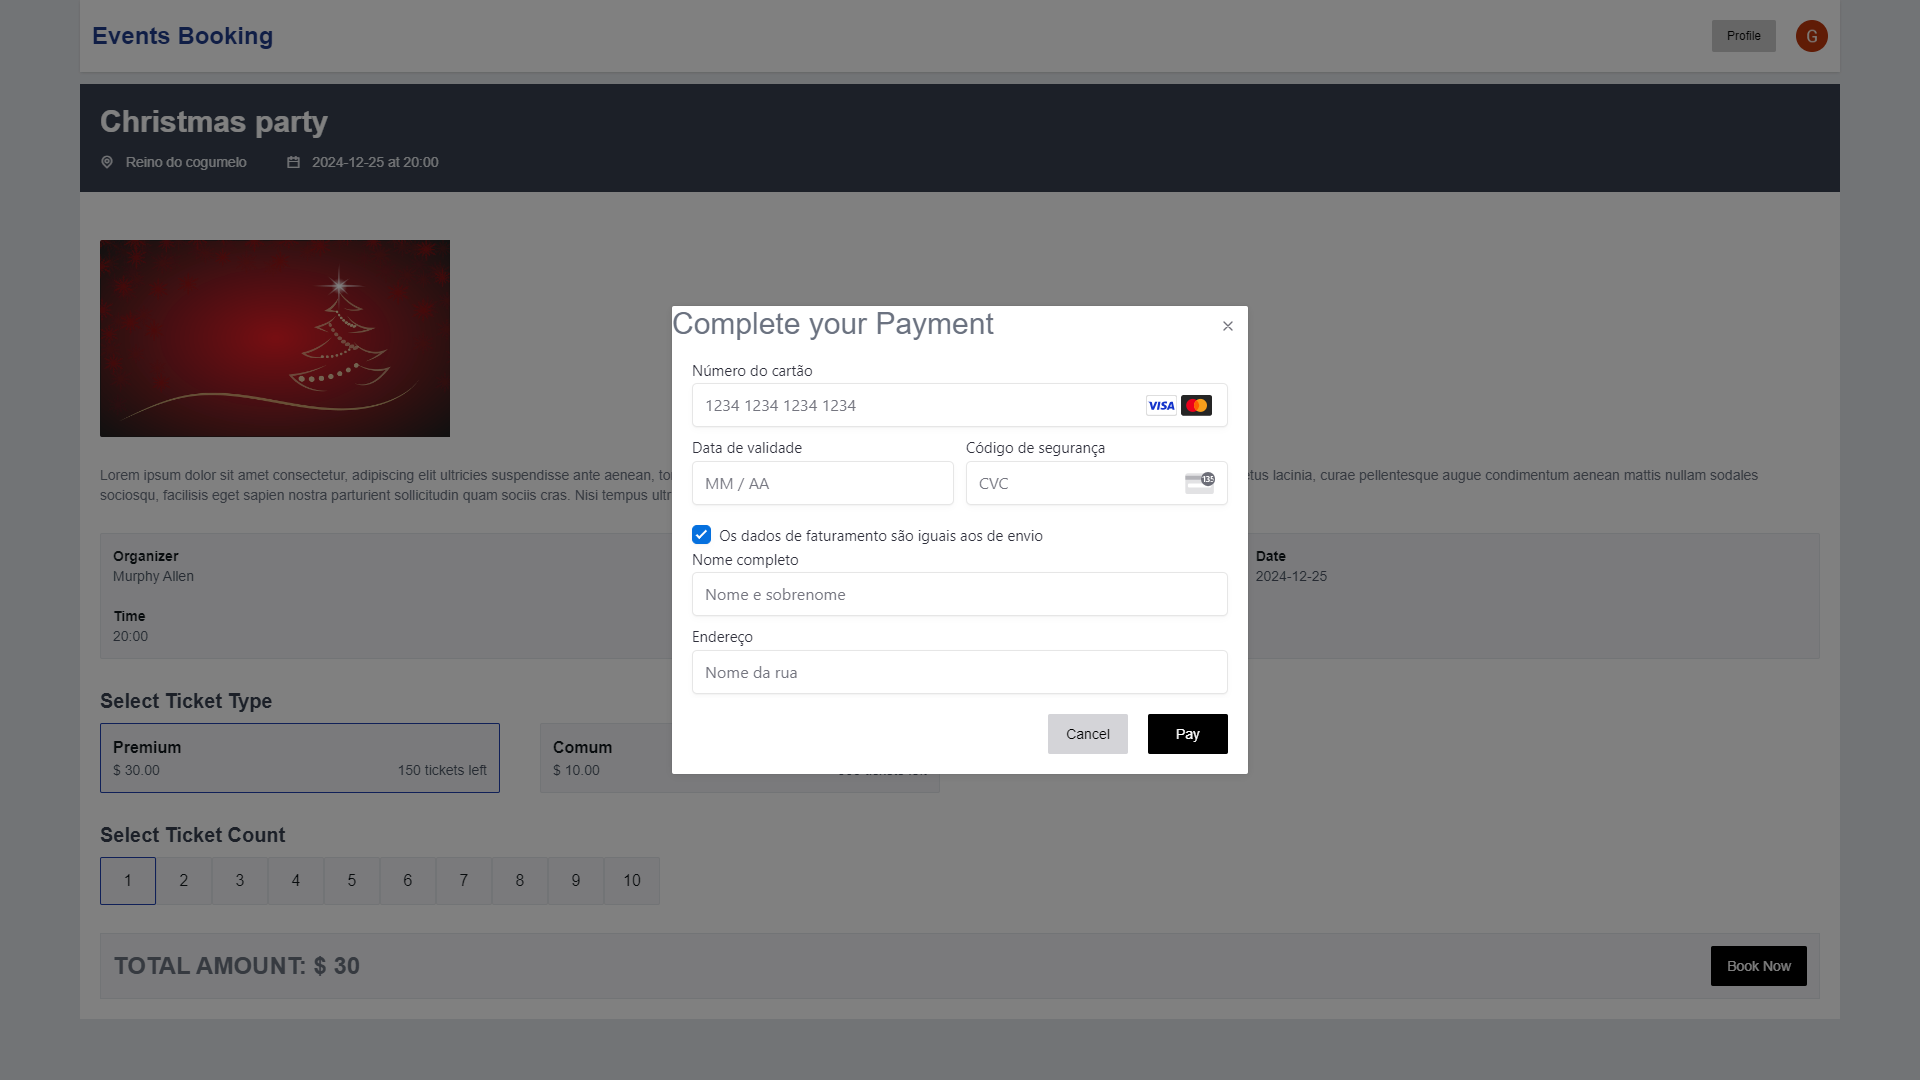 Events Booking
Profile
G
Christmas party
Reino do cogumelo
2024-12-25 at 20:00
Lorem ipsum dolor sit amet consectetur, adipiscing elit ultricies suspendisse ante aenean, lacinia, curae pellentesque augue condimentum aenean mattis nullam sodales
sociosqu, facilisis eget sapien nostra parturient sollicitudin quam sociis cras. Nisi tempus
Organizer
Murphy Allen
Date
2024-12-25
Time
20:00
Complete your Payment
Número do cartão
1234 1234 1234 1234
VISA
Data de validade
Código de segurança
MM / AA
CVC
135
Os dados de faturamento são iguais aos de envio
Nome completo
Nome e sobrenome
Endereço
Nome da rua
Cancel
Pay
Select Ticket Type
Premium
$ 30.00
150 tickets left
Comum
$ 10.00
Select Ticket Count
1 2 3 4 5 6 7 8 9 10
TOTAL AMOUNT: $ 30
Book Now